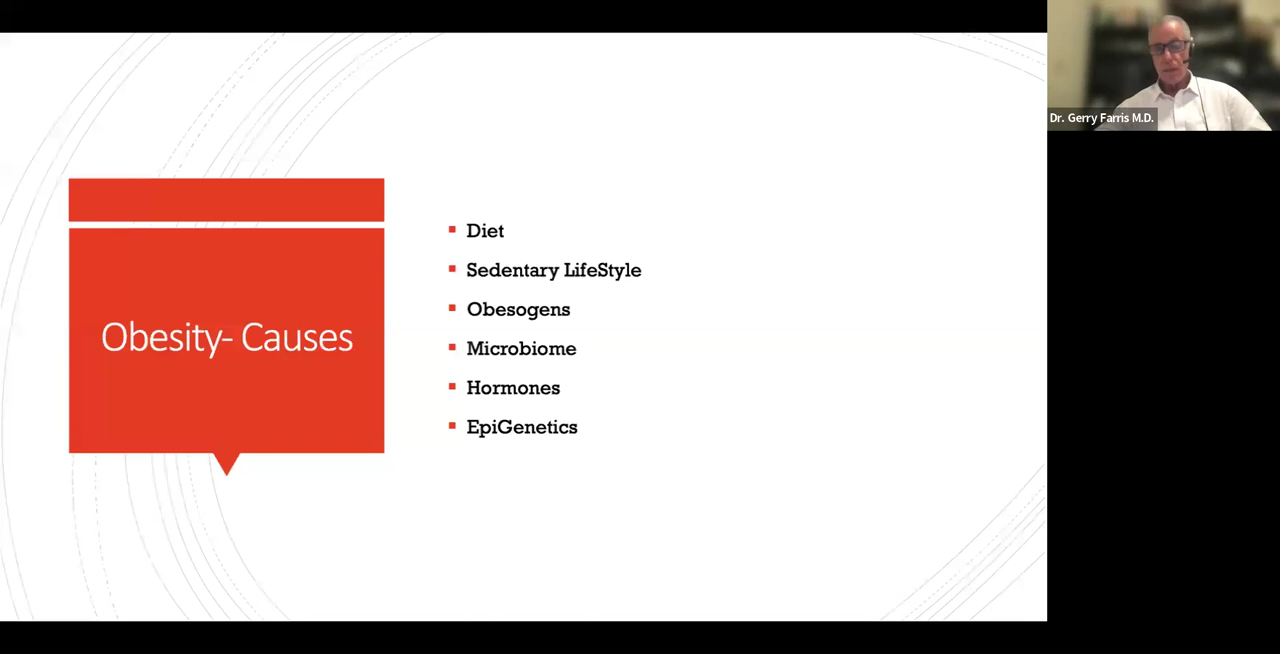 Obesity- Causes
Diet
Sedentary LifeStyle
Obesogens
Microbiome
Hormones
EpiGenetics
Dr. Gerry Farris M.D.